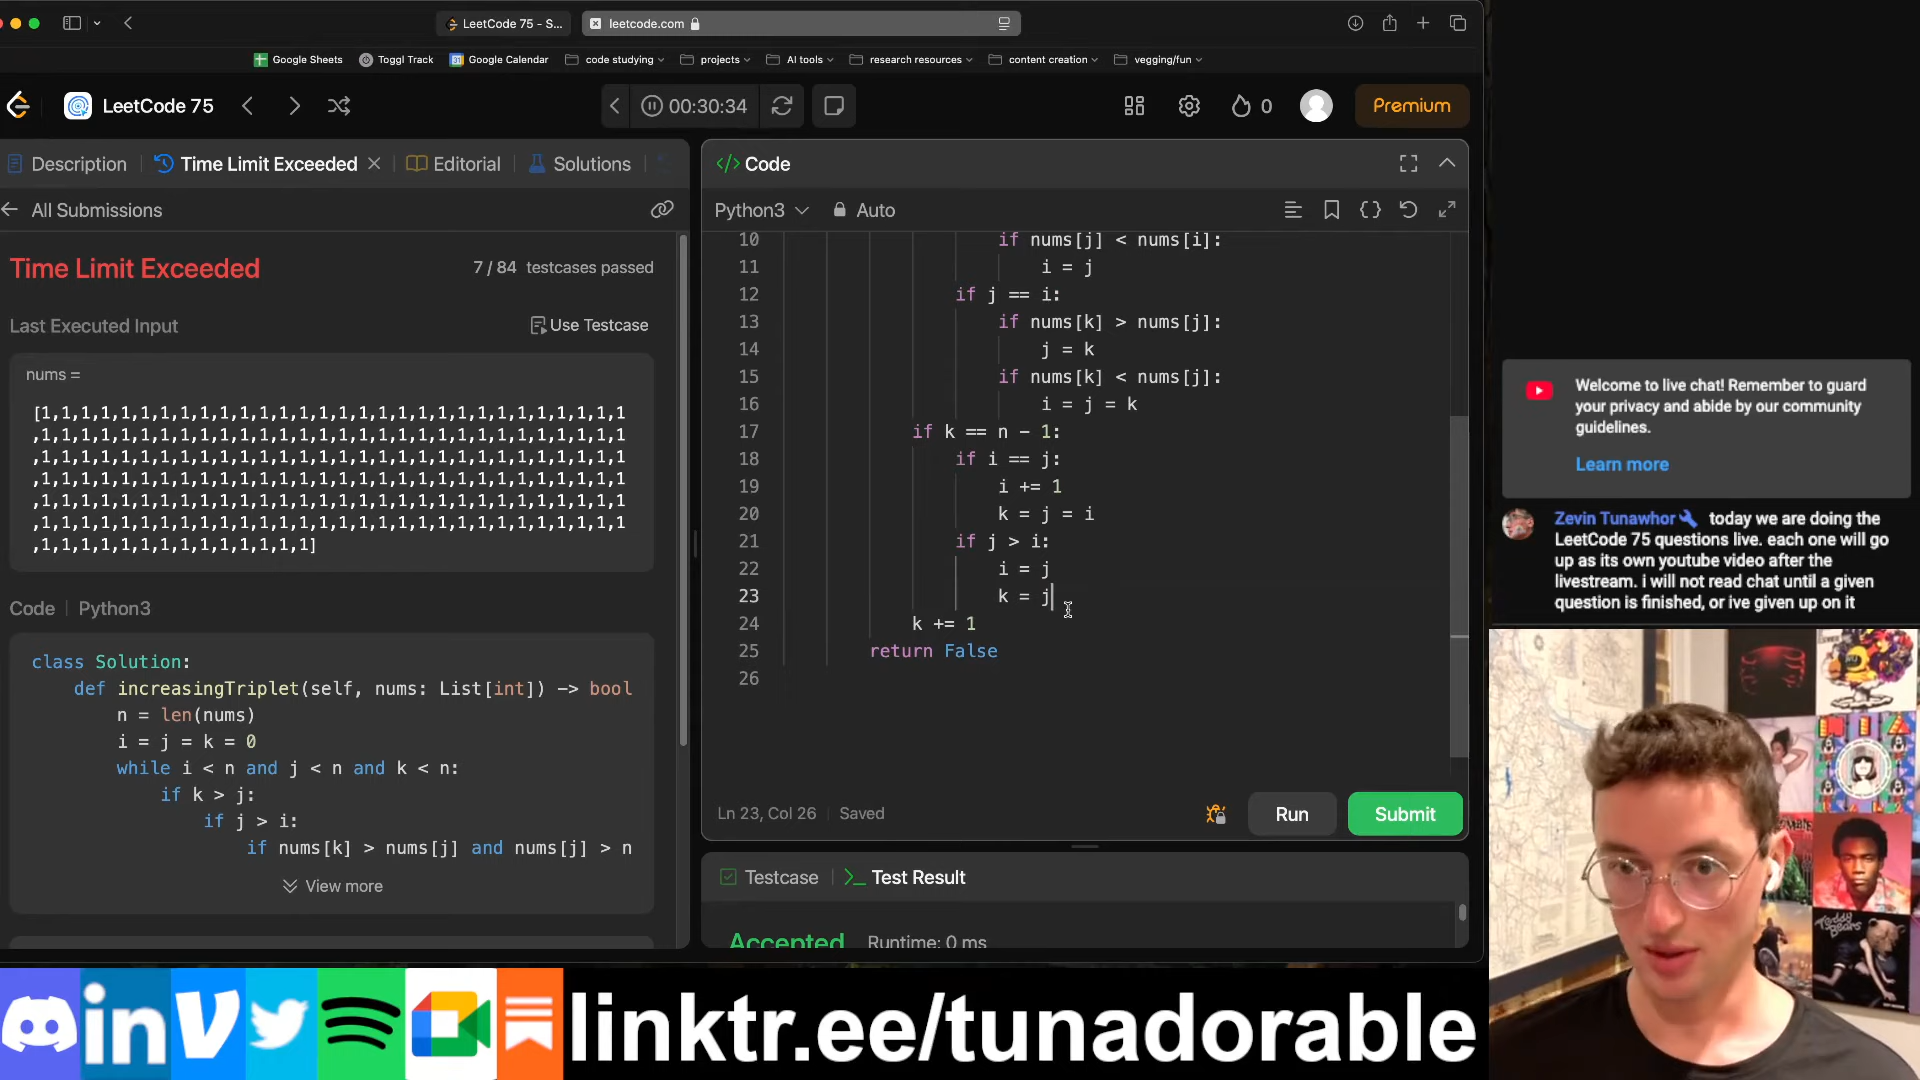 LeetCode 75 - S...
leetcode.com
Google Sheets
Toggl Track
Google Calendar
code studying
projects
AI tools
research resources
content creation
vegging/fun
LeetCode 75
00:30:34
0
Premium
Description
Time Limit Exceeded
Editorial
Solutions
All Submissions
Time Limit Exceeded
7 / 84 testcases passed
Last Executed Input
Use Testcase
nums =
[1,1,1,1,1,1,1,1,1,1,1,1,1,1,1,1,1,1,1,1,1,1,1,1,1,1,1,1,1,1
,1,1,1,1,1,1,1,1,1,1,1,1,1,1,1,1,1,1,1,1,1,1,1,1,1,1,1,1,1,1
,1,1,1,1,1,1,1,1,1,1,1,1,1,1,1,1,1,1,1,1,1,1,1,1,1,1,1,1,1,1
,1,1,1,1,1,1,1,1,1,1,1,1,1,1,1,1,1,1,1,1,1,1,1,1,1,1,1,1,1,1
,1,1,1,1,1,1,1,1,1,1,1,1,1,1,1,1,1,1,1,1,1,1,1,1,1,1,1,1,1,1
,1,1,1,1,1,1,1,1,1,1,1,1,1,1,1,1,1,1,1,1,1,1,1,1,1,1,1,1,1,1
,1,1,1,1,1,1,1,1,1,1,1,1,1,1]
Code
Python3
class Solution:
def increasingTriplet(self, nums: List[int]) -> bool
n = len(nums)
i = j = k = 0
while i < n and j < n and k < n:
if k > j:
if j > i:
if nums[k] > nums[j] and nums[j] > n
View more
Code
Python3
Auto
10 if nums[j] < nums[i]:
11 i = j
12 if j == i:
13 if nums[k] > nums[j]:
14 j = k
15 if nums[k] < nums[j]:
16 i = j = k
17 if k == n - 1:
18 if i == j:
19 i += 1
20 k = j = i
21 if j > i:
22 i = j
23 k = j
24 k += 1
25 return False
26
Ln 23, Col 26
Saved
Run
Submit
Testcase
Test Result
Accepted
Runtime: 0 ms
Welcome to live chat! Remember to guard
your privacy and abide by our community
guidelines.
Learn more
Zevin Tunawhor today we are doing the
LeetCode 75 questions live. each one will go
up as its own youtube video after the
livestream. i will not read chat until a given
question is finished, or ive given up on it
linktr.ee/tunadorable